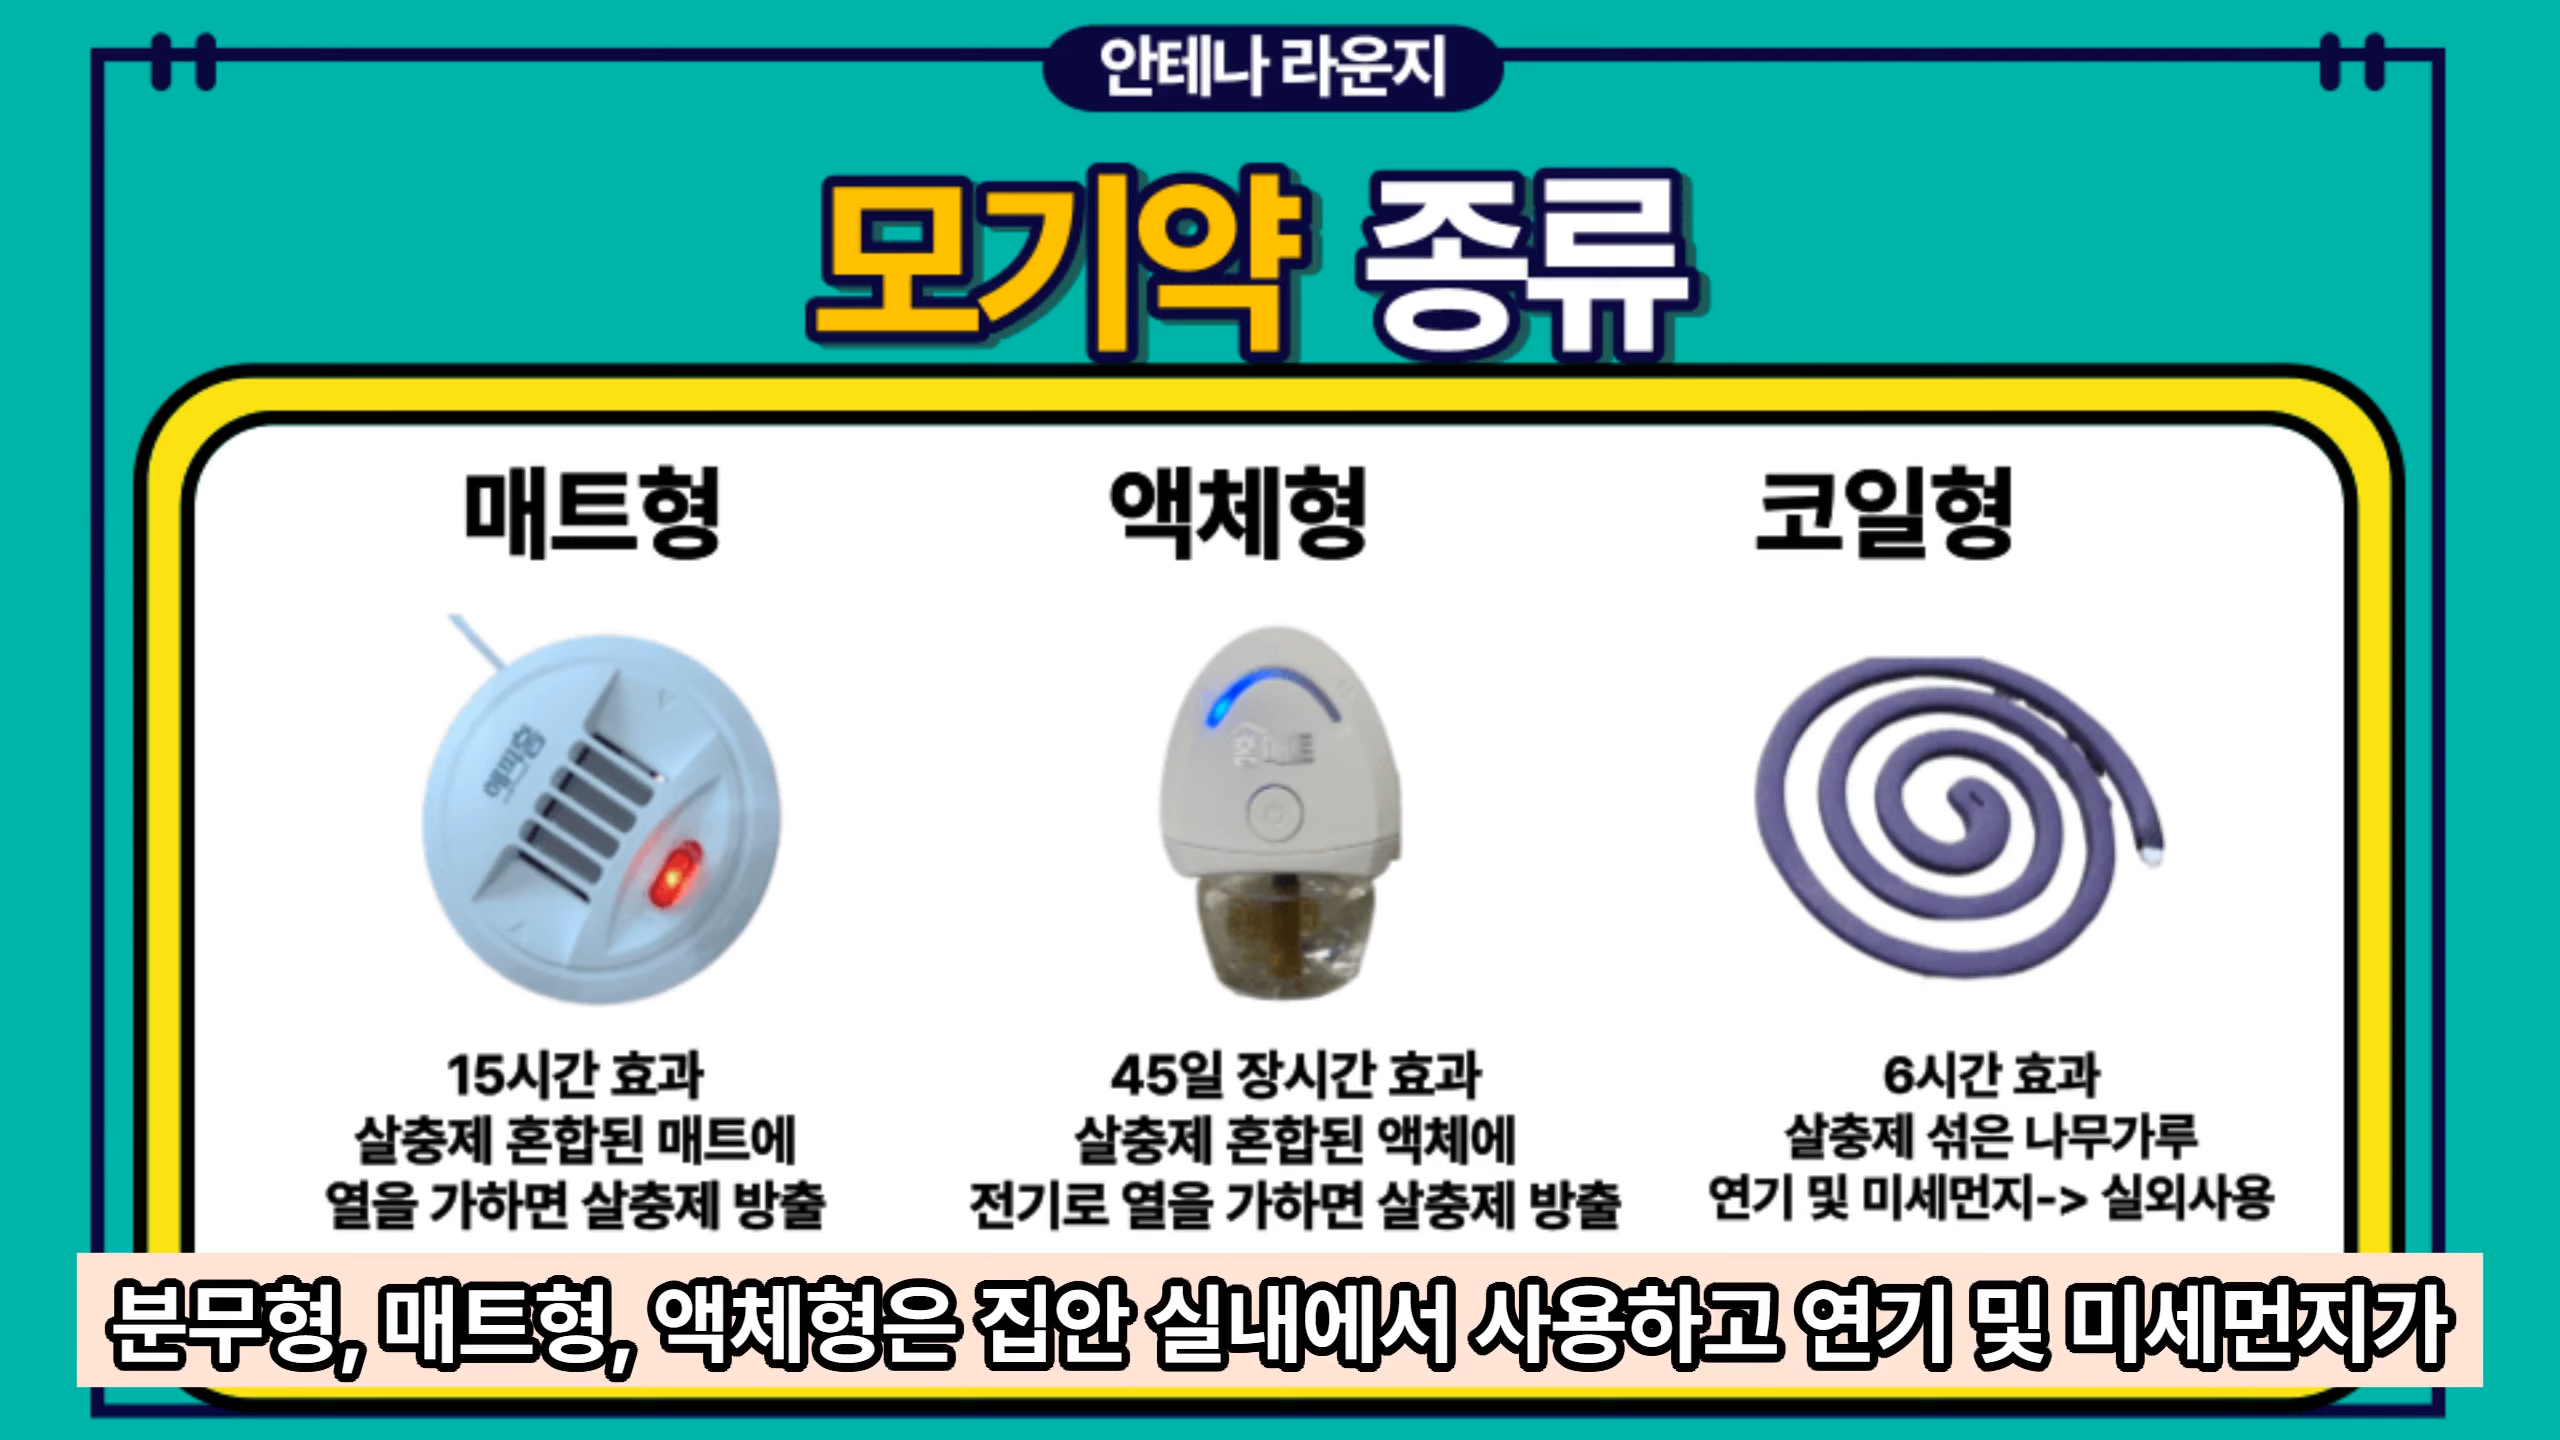 안테나 라운지
모기약 종류
매트형
액체형
코일형
15시간 효과
살충제 혼합된 매트에
열을 가하면 살충제 방출
45일 장시간 효과
살충제 혼합된 액체에
전기로 열을 가하면 살충제 방출
6시간 효과
살충제 섞은 나무가루
연기 및 미세먼지-> 실외사용
분무형, 매트형, 액체형은 집안 실내에서 사용하고 연기 및 미세먼지가